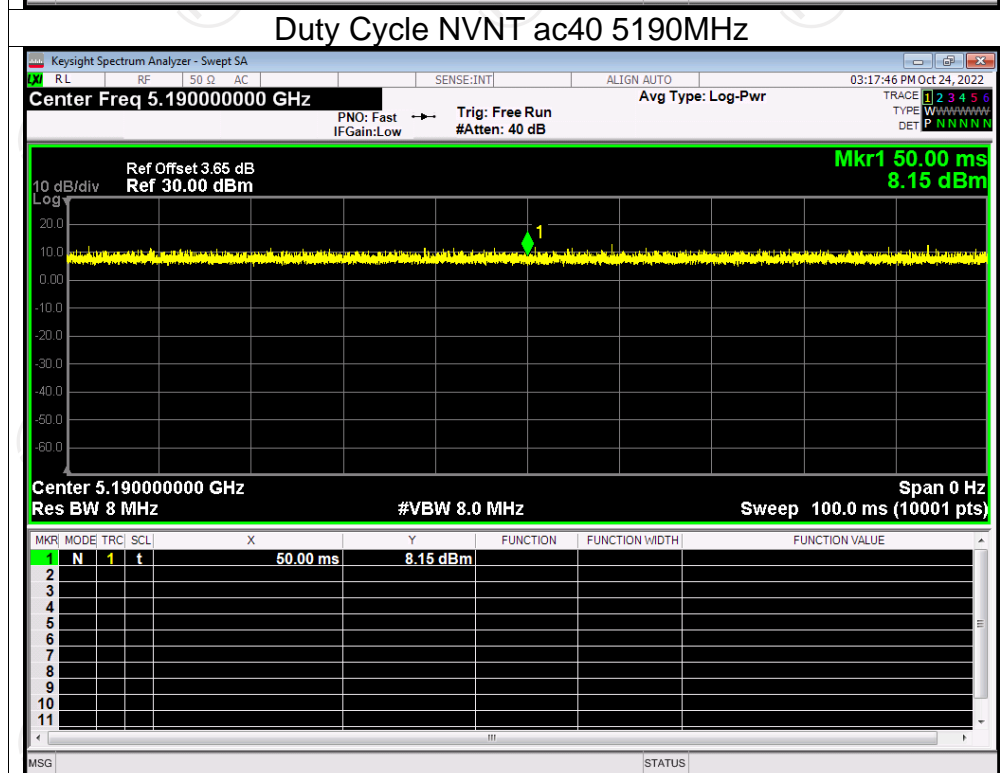 Duty Cycle NVNT ac40 5190MHz
Keysight Spectrum Analyzer - Swept SA
LXI RL RF 50 Ω AC SENSE:INT ALIGN AUTO 03:17:46 PM Oct 24, 2022
Center Freq 5.190000000 GHz Avg Type: Log-Pwr TRACE 1 2 3 4 5 6
PNO: Fast Trig: Free Run TYPE WWWWWW
IFGain:Low #Atten: 40 dB DET P N N N N N
Mkr1 50.00 ms
8.15 dBm
Ref Offset 3.65 dB
10 dB/div Ref 30.00 dBm
Log
20.0
1
10.0
0.00
-10.0
-20.0
-30.0
-40.0
-50.0
-60.0
Center 5.190000000 GHz Span 0 Hz
Res BW 8 MHz #VBW 8.0 MHz Sweep 100.0 ms (10001 pts)
MKR MODE TRC SCL X Y FUNCTION FUNCTION WIDTH FUNCTION VALUE
1 N 1 t 50.00 ms 8.15 dBm
2
3
4
5
6
7
8
9
10
11
MSG STATUS